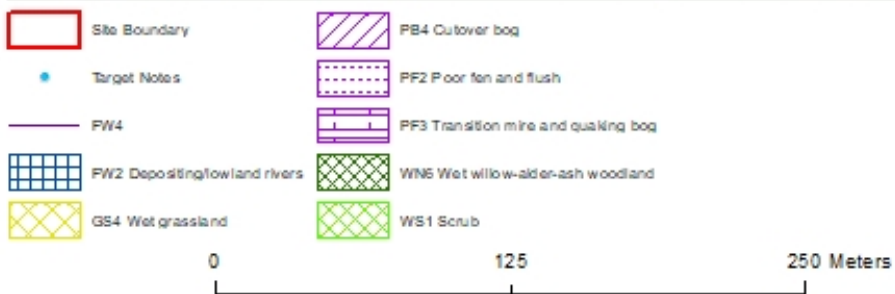 Site Boundary
Target Notes
FW4
FW2 Depositing/lowland rivers
GS4 Wet grassland
PB4 Cutover bog
PF2 Poor fen and flush
PF3 Transition mire and quaking bog
WN6 Wet willow-alder-ash woodland
WS1 Scrub
0 125 250 Meters